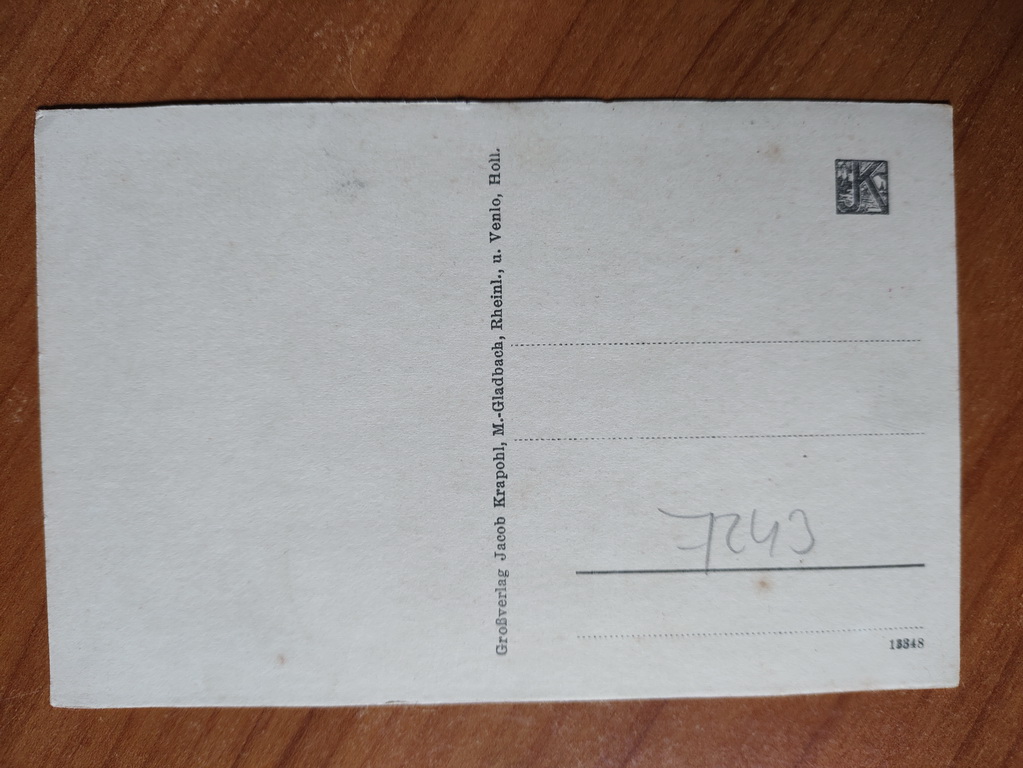 Großverlag Jacob Krapohl, M.-Gladbach, Rheinl., u. Venlo, Holl.
K
7243
13348